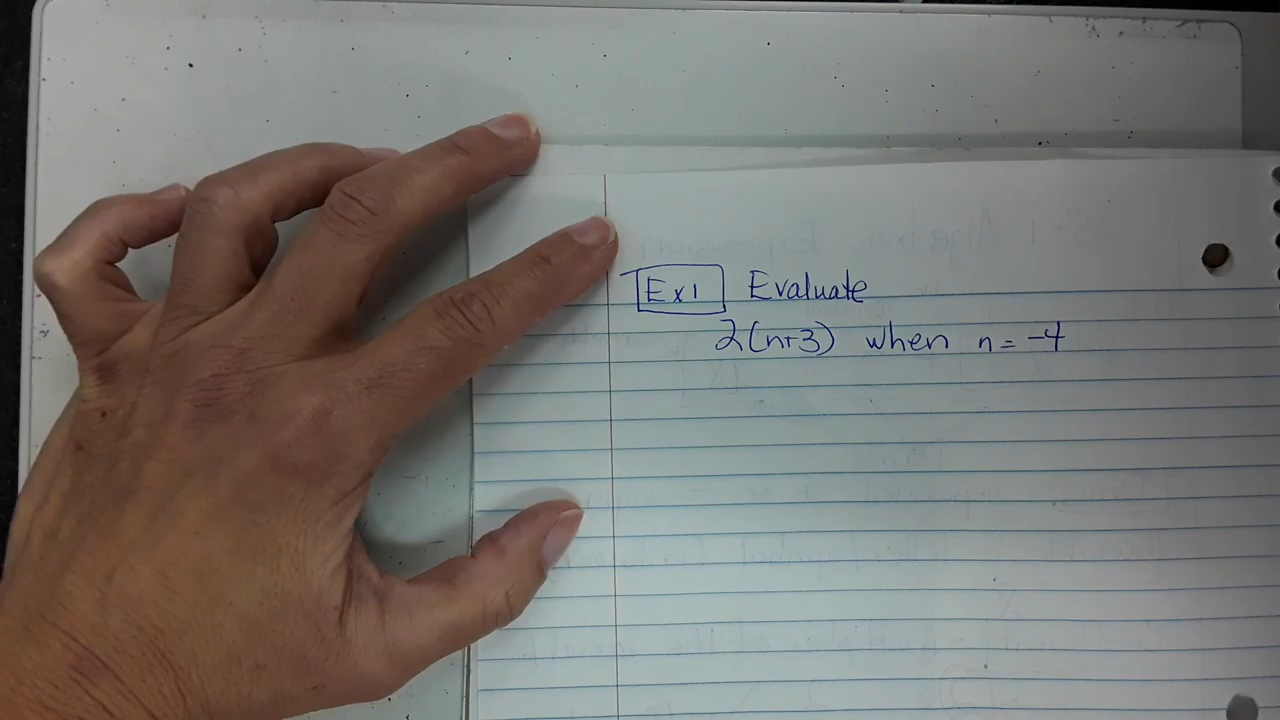 Ex1 Evaluate
2(n+3) when n = -4